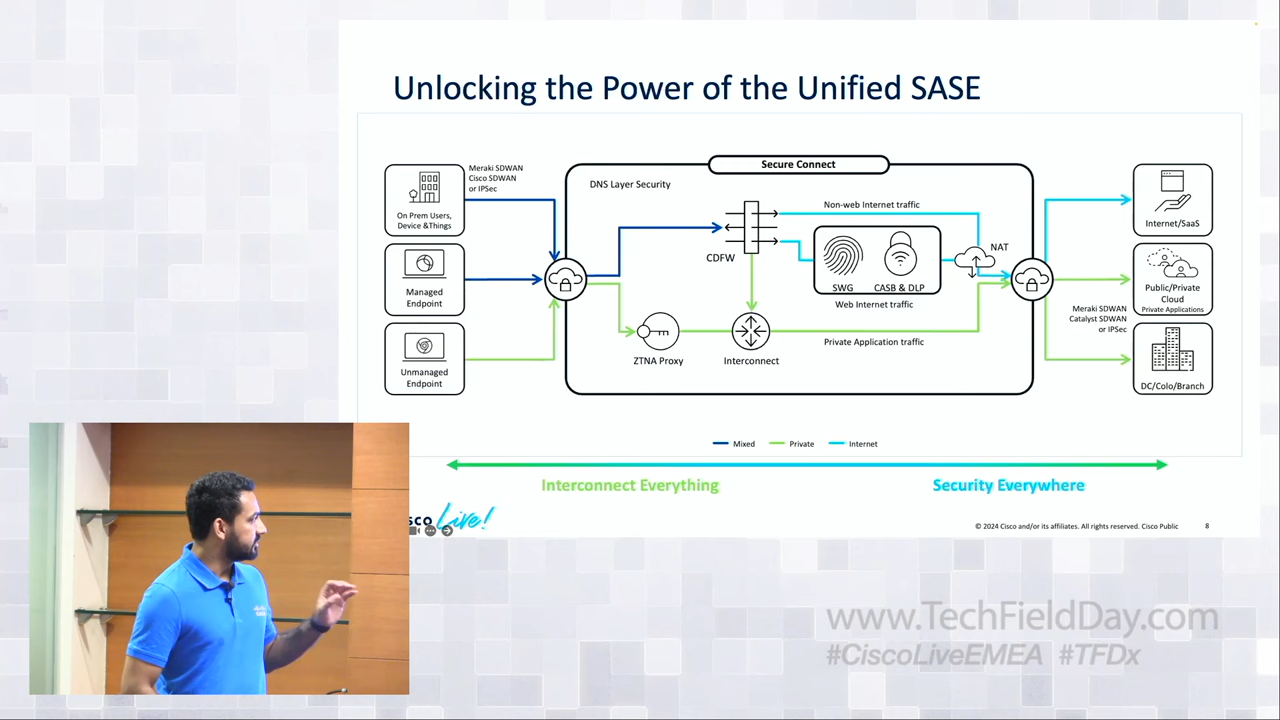 Unlocking the Power of the Unified SASE
Secure Connect
Meraki SDWAN
Cisco SDWAN
or IPSec
DNS Layer Security
On Prem Users,
Device &Things
Managed
Endpoint
Unmanaged
Endpoint
CDFW
Non-web Internet traffic
SWG
CASB & DLP
Web Internet traffic
NAT
ZTNA Proxy
Interconnect
Private Application traffic
Internet/SaaS
Public/Private
Cloud
Private Applications
Meraki SDWAN
Catalyst SDWAN
or IPSec
DC/Colo/Branch
Mixed
Private
Internet
Interconnect Everything
Security Everywhere
sco Live!
© 2024 Cisco and/or its affiliates. All rights reserved. Cisco Public
8
www.TechFieldDay.com
#CiscoLiveEMEA #TFDx